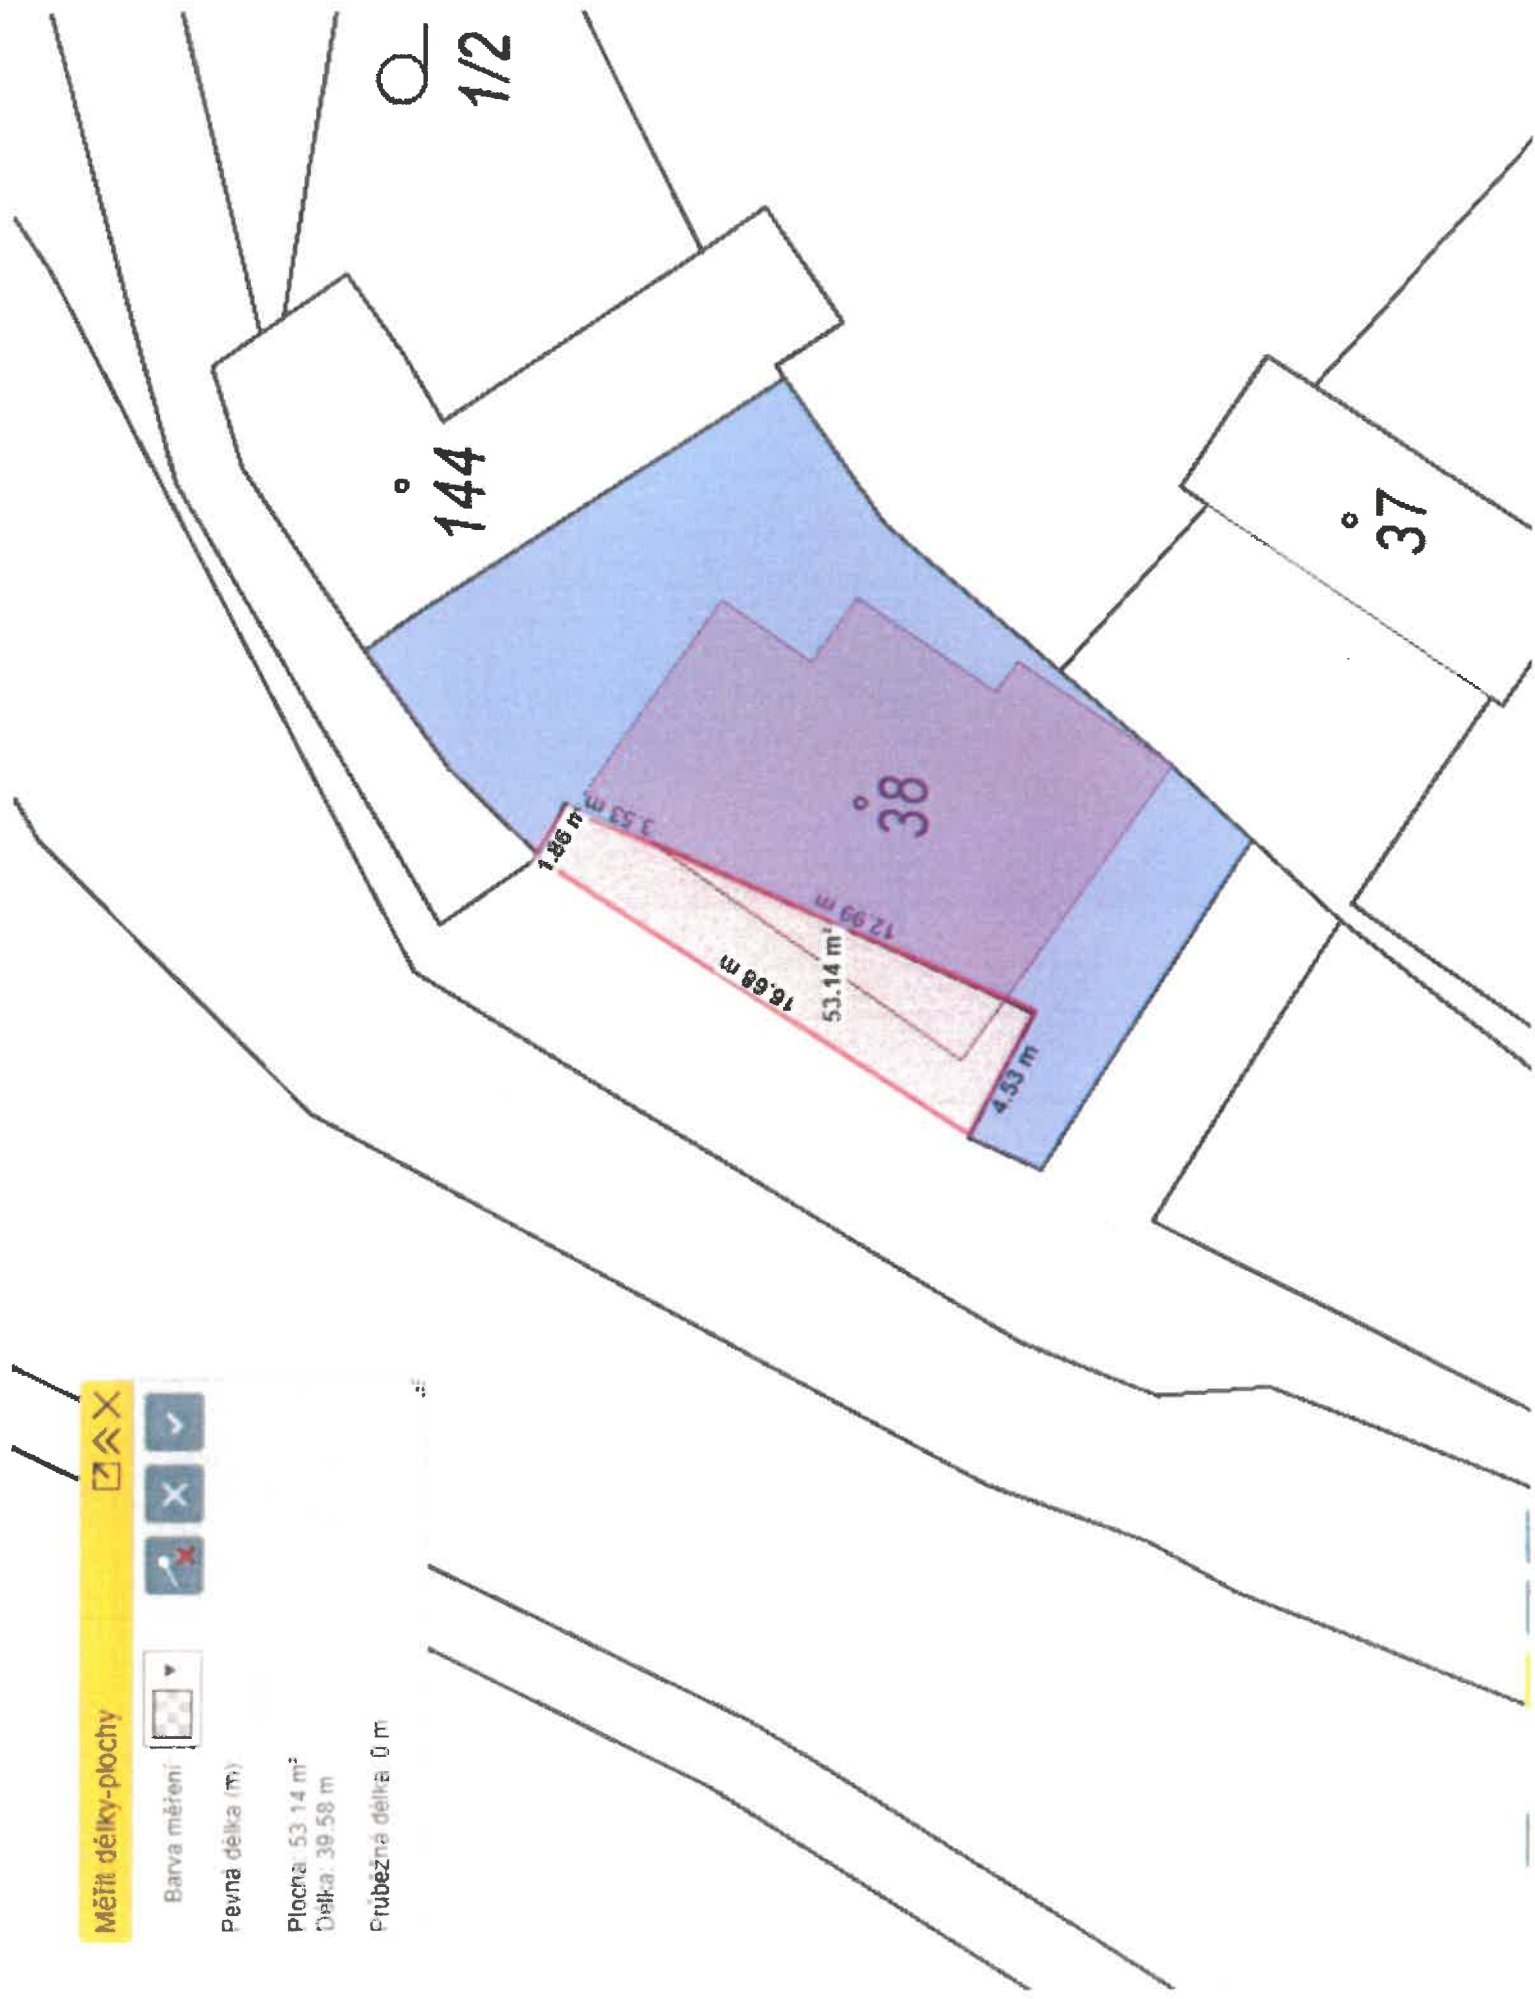 Měřit délky-plochy
Barva měření
Pevná délka (m)
Plocha: 53.14 m²
Délka: 39.58 m
Průběžná délka: 0 m
1/2
144
37
38
1.86 m
3.53 m
12.99 m
53.14 m²
16.68 m
4.53 m